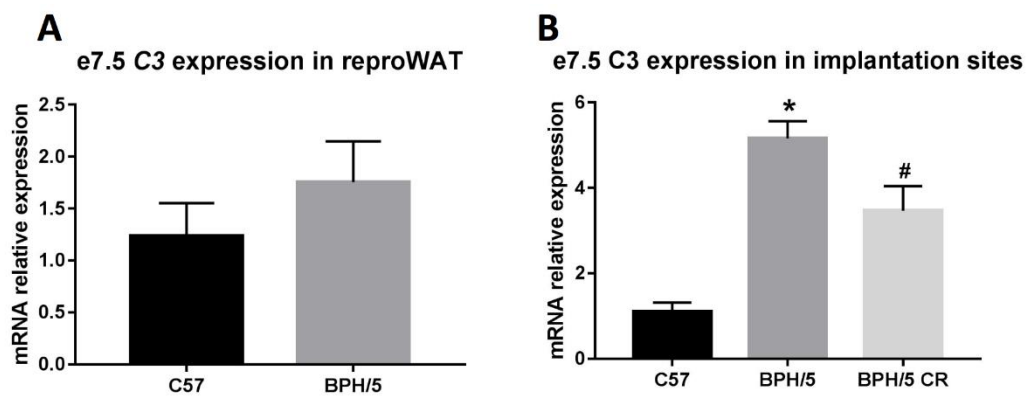 A
e7.5 C3 expression in reproWAT
mRNA relative expression
2.5
2.0
1.5
1.0
0.5
0.0
C57
BPH/5
B
e7.5 C3 expression in implantation sites
mRNA relative expression
6
4
2
0
*
#
C57
BPH/5
BPH/5 CR